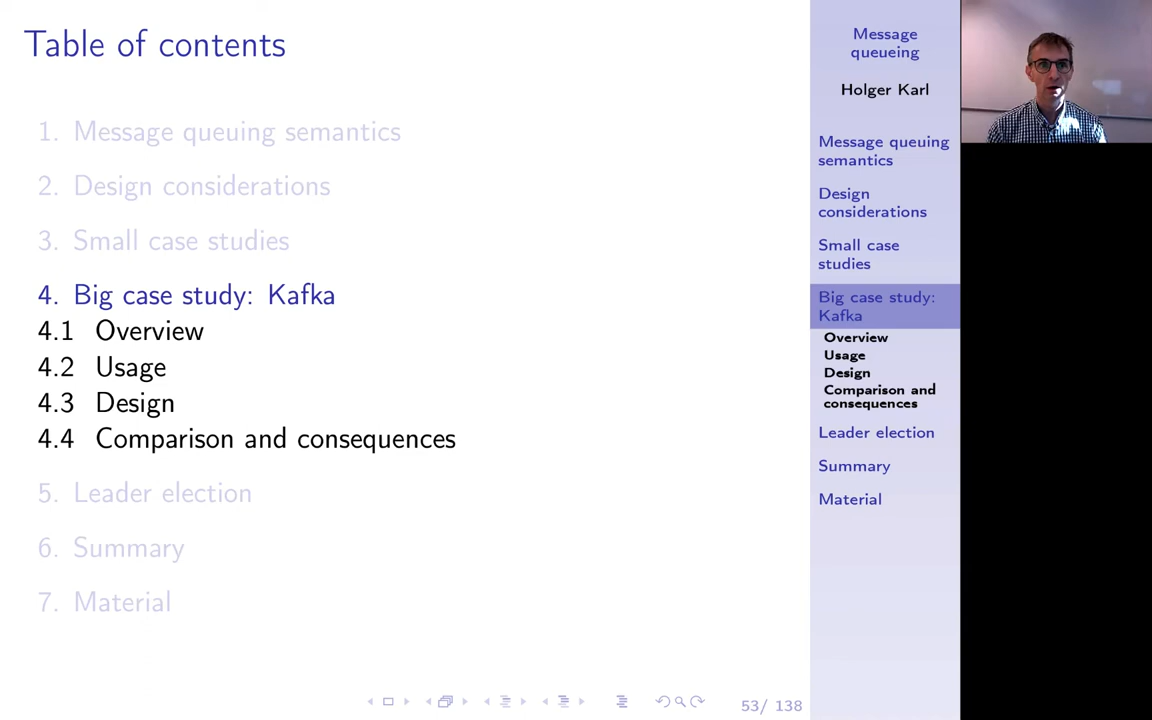 Table of contents
1. Message queuing semantics
2. Design considerations
3. Small case studies
4. Big case study: Kafka
4.1 Overview
4.2 Usage
4.3 Design
4.4 Comparison and consequences
5. Leader election
6. Summary
7. Material
53/ 138
Message
queueing
Holger Karl
Message queuing
semantics
Design
considerations
Small case
studies
Big case study:
Kafka
Overview
Usage
Design
Comparison and
consequences
Leader election
Summary
Material